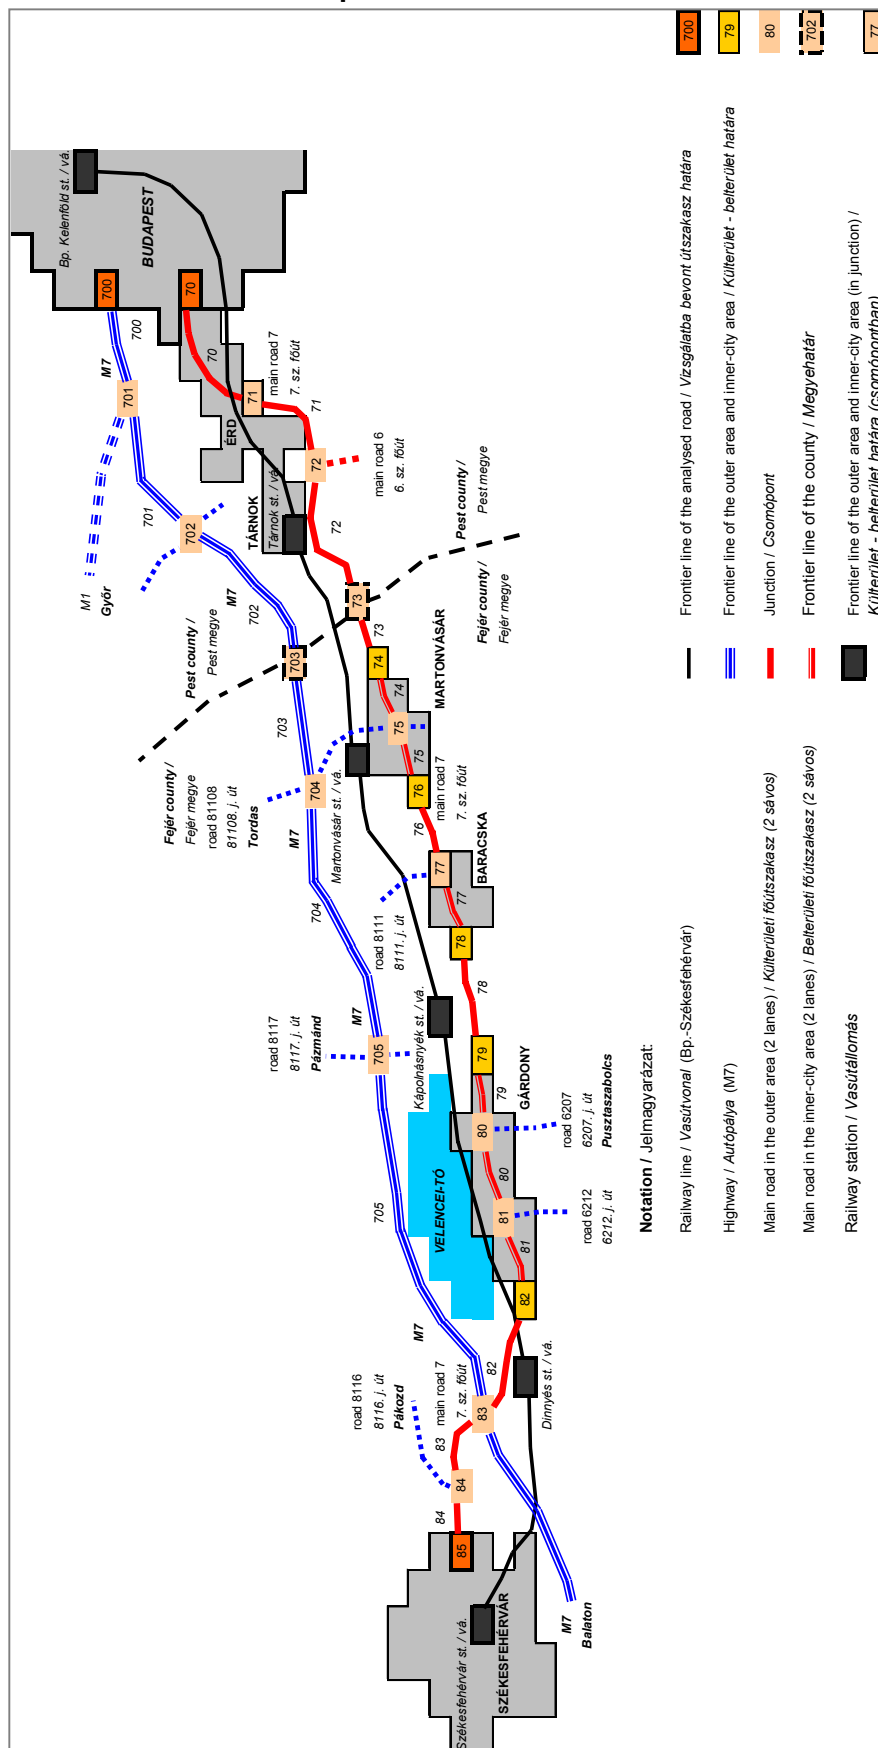 Bp. Kelenföld st. / vá.
BUDAPEST
M1
Győr
M7
700
700
701
701
70
70
71
71
main road 7
7. sz. főút
ÉRD
TÁRNOK
Tárnok st. / vá.
72
72
main road 6
6. sz. főút
702
702
M7
Pest county /
Pest megye
Pest county /
Pest megye
Fejér county /
Fejér megye
Fejér county /
Fejér megye
703
703
73
73
74
74
75
75
MARTONVÁSÁR
Martonvásár st. / vá.
road 81108
81108. j. út
Tordas
M7
704
704
76
76
main road 7
7. sz. főút
77
77
BARACSKA
road 8111
8111. j. út
78
78
road 8117
8117. j. út
Pázmánd
M7
705
705
Kápolnásnyék st. / vá.
79
79
GÁRDONY
80
80
road 6207
6207. j. út
Pusztaszabolcs
VELENCEI-TÓ
81
81
road 6212
6212. j. út
82
82
M7
Dinnyés st. / vá.
road 8116
8116. j. út
Pákozd
main road 7
7. sz. főút
83
83
84
84
85
Székesfehérvár st. / vá.
SZÉKESFEHÉRVÁR
M7
Balaton
Notation / Jelmagyarázat:
Railway line / Vasútvonal (Bp.-Székesfehérvár)
Highway / Autópálya (M7)
Main road in the outer area (2 lanes) / Külterületi főútszakasz (2 sávos)
Main road in the inner-city area (2 lanes) / Belterületi főútszakasz (2 sávos)
Railway station / Vasútállomás
Frontier line of the analysed road / Vizsgálatba bevont útszakasz határa
700
Frontier line of the outer area and inner-city area / Külterület - belterület határa
79
Junction / Csomópont
80
Frontier line of the county / Megyehatár
702
Frontier line of the outer area and inner-city area (in junction) /
Külterület - belterület határa (csomópontban)
77